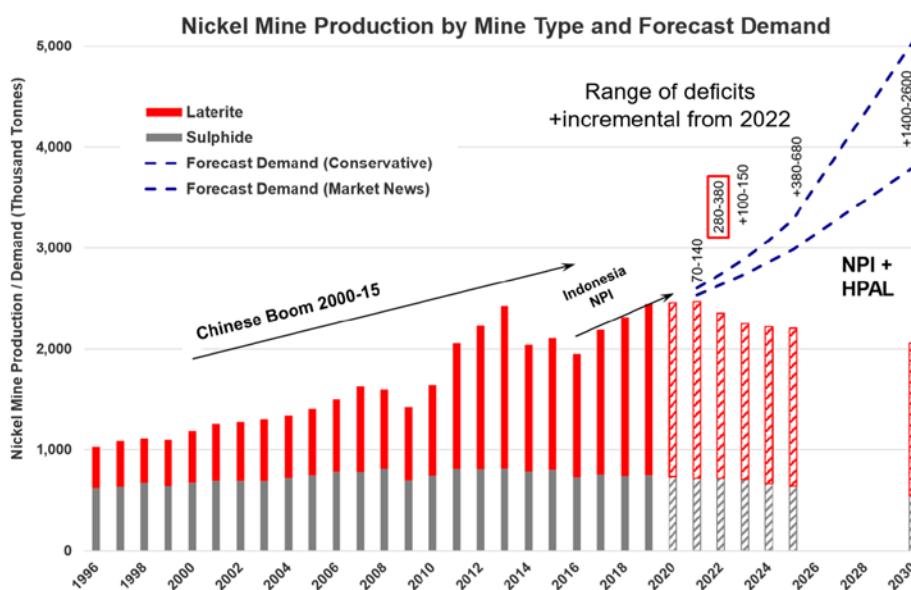 Nickel Mine Production by Mine Type and Forecast Demand
Nickel Mine Production / Demand (Thousand Tonnes)
5,000
4,000
3,000
2,000
1,000
0
Laterite
Sulphide
Forecast Demand (Conservative)
Forecast Demand (Market News)
Range of deficits
+incremental from 2022
Chinese Boom 2000-15
Indonesia
NPI
70-140
280-380
+100-150
+380-680
+1400-2600
NPI +
HPAL
1996
1998
2000
2002
2004
2006
2008
2010
2012
2014
2016
2018
2020
2022
2024
2026
2028
2030